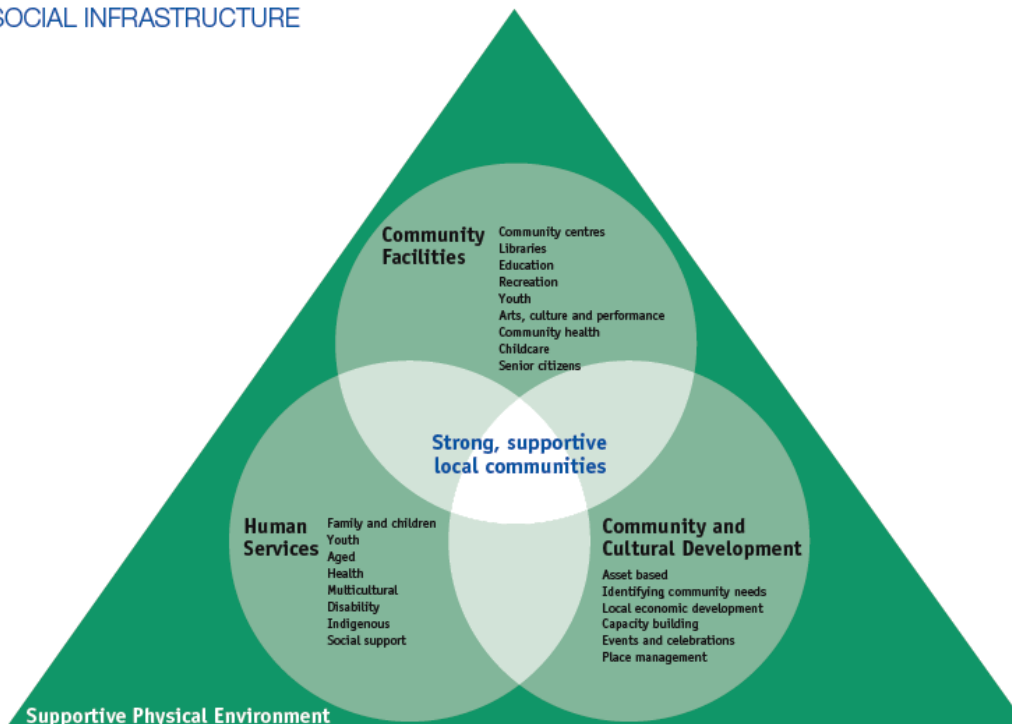 SOCIAL INFRASTRUCTURE
Community
Facilities
Community centres
Libraries
Education
Recreation
Youth
Arts, culture and performance
Community health
Childcare
Senior citizens
Strong, supportive
local communities
Human
Services
Family and children
Youth
Aged
Health
Multicultural
Disability
Indigenous
Social support
Community and
Cultural Development
Asset based
Identifying community needs
Local economic development
Capacity building
Events and celebrations
Place management
Supportive Physical Environment